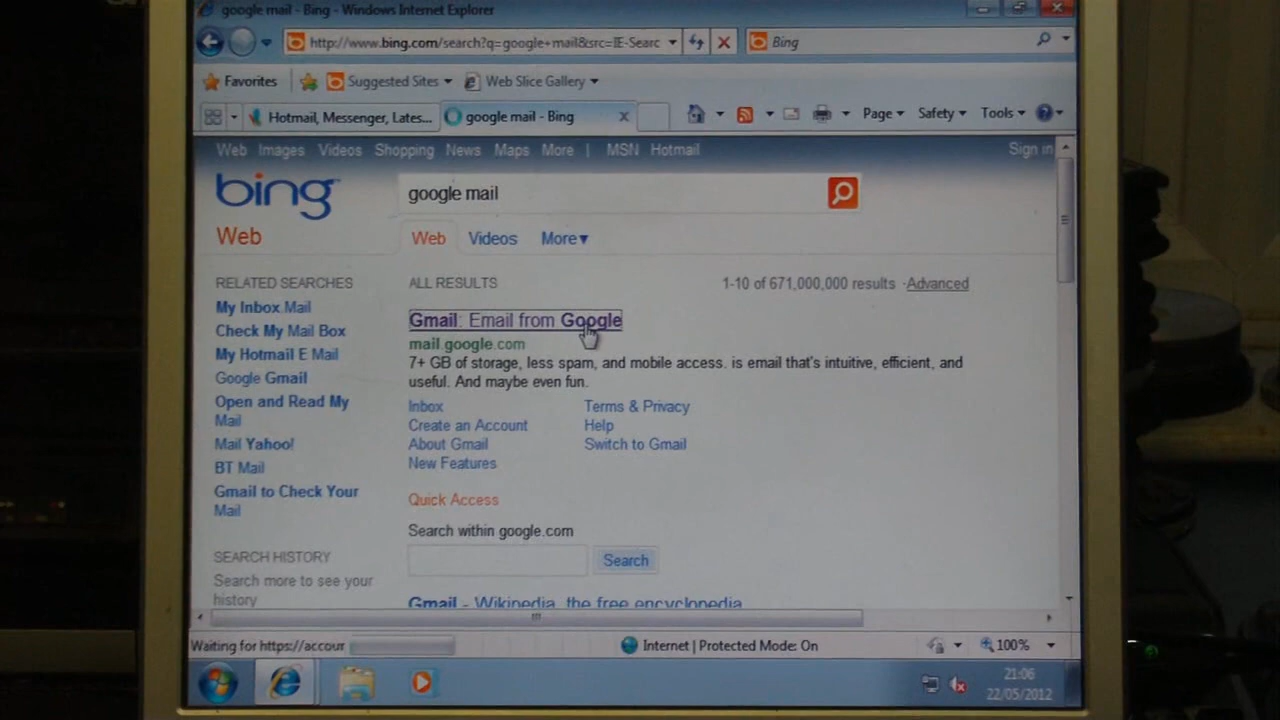 google mail - Bing - Windows Internet Explorer
http://www.bing.com/search?q=google+mail&src=IE-Searc
Bing
Favorites
Suggested Sites
Web Slice Gallery
Hotmail, Messenger, Lates...
google mail - Bing
Page
Safety
Tools
Web Images Videos Shopping News Maps More | MSN Hotmail
Sign in
bing
google mail
Web
Web Videos More
RELATED SEARCHES
My Inbox Mail
Check My Mail Box
My Hotmail E Mail
Google Gmail
Open and Read My
Mail
Mail Yahoo!
BT Mail
Gmail to Check Your
Mail
SEARCH HISTORY
Search more to see your
history
ALL RESULTS
1-10 of 671,000,000 results · Advanced
Gmail: Email from Google
mail.google.com
7+ GB of storage, less spam, and mobile access. is email that's intuitive, efficient, and
useful. And maybe even fun.
Inbox
Create an Account
About Gmail
New Features
Terms & Privacy
Help
Switch to Gmail
Quick Access
Search within google.com
Search
Gmail - Wikipedia, the free encyclopedia
Waiting for https://accour
Internet | Protected Mode: On
100%
21:06
22/05/2012